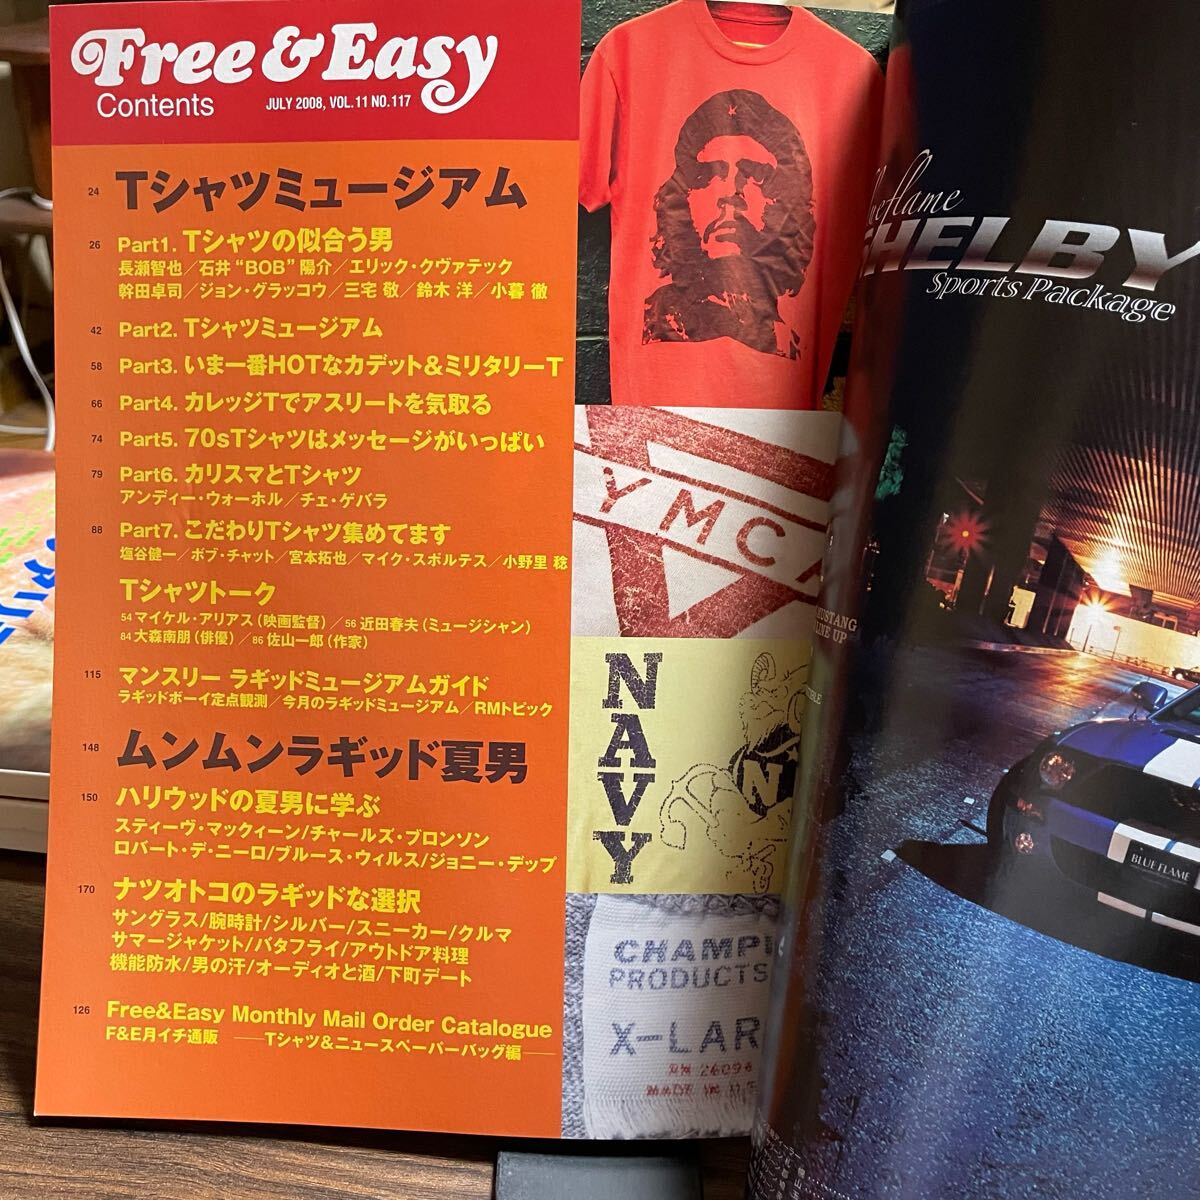 Free & Easy
Contents
JULY 2008, VOL.11 NO.117
24 Tシャツミュージアム
26 Part1. Tシャツの似合う男
長瀬智也／石井“BOB”陽介／エリック・クヴァテック
幹田卓司／ジョン・グラッコウ／三宅 敬／鈴木 洋／小暮 徹
42 Part2. Tシャツミュージアム
58 Part3. いま一番HOTなカデット&ミリタリーT
66 Part4. カレッジTでアスリートを気取る
74 Part5. 70sTシャツはメッセージがいっぱい
79 Part6. カリスマとTシャツ
アンディー・ウォーホル／チェ・ゲバラ
88 Part7. こだわりTシャツ集めてます
塩谷健一／ボブ・チャット／宮本拓也／マイク・スポルテス／小野里 稔
Tシャツトーク
54 マイケル・アリアス（映画監督）／56 近田春夫（ミュージシャン）
84 大森南朋（俳優）／86 佐山一郎（作家）
115 マンスリー ラギッドミュージアムガイド
ラギッドボーイ定点観測／今月のラギッドミュージアム／RMトピック
148 ムンムンラギッド夏男
150 ハリウッドの夏男に学ぶ
スティーヴ・マックィーン/チャールズ・ブロンソン
ロバート・デ・ニーロ/ブルース・ウィルス/ジョニー・デップ
170 ナツオトコのラギッドな選択
サングラス/腕時計/シルバー/スニーカー/クルマ
サマージャケット/バタフライ/アウトドア料理
機能防水/男の汗/オーディオと酒/下町デート
126 Free&Easy Monthly Mail Order Catalogue
F&E月イチ通販 ──Tシャツ&ニュースペーパーバッグ編──
YMCA
NAVY
N
CHAMP
PRODUCTS
X-LAR
RN 26094
MADE IN U.S
flame
SHELBY
Sports Package
MUSTANG
LINE UP
BLUE FLAME